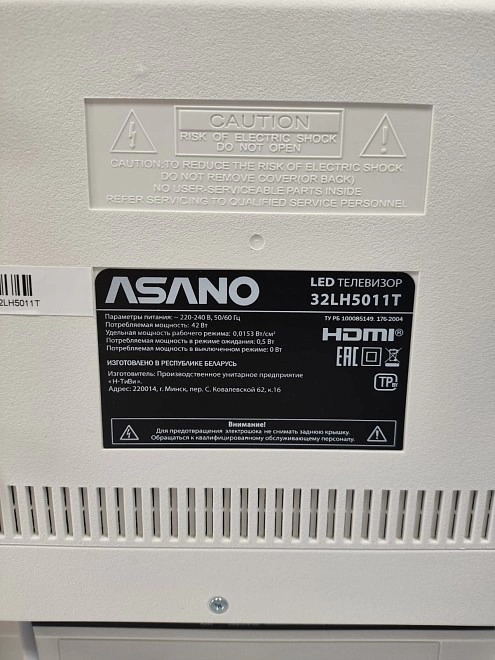 CAUTION
RISK OF ELECTRIC SHOCK
DO NOT OPEN
CAUTION:TO REDUCE THE RISK OF ELECTRIC SHOCK
DO NOT REMOVE COVER(OR BACK)
NO USER-SERVICEABLE PARTS INSIDE
REFER SERVICING TO QUALIFIED SERVICE PERSONNEL
2LH5011T
ASANO
LED ТЕЛЕВИЗОР
32LH5011T
Параметры питания: ~ 220-240 В, 50/60 Гц
Потребляемая мощность: 42 Вт
Удельная мощность рабочего режима: 0,0153 Вт/см²
Потребляемая мощность в режиме ожидания: 0,5 Вт
Потребляемая мощность в выключенном режиме: 0 Вт
ИЗГОТОВЛЕНО В РЕСПУБЛИКЕ БЕЛАРУСЬ
Изготовитель: Производственное унитарное предприятие
«Н-ТиВи».
Адрес: 220014, г. Минск, пер. С. Ковалевской 62, к.16
ТУ РБ 100085149. 176-2004
HDMI®
EAC
ТР BY
Внимание!
Для предотвращения электрошока не снимать заднюю крышку.
Обращаться к квалифицированному обслуживающему персоналу.